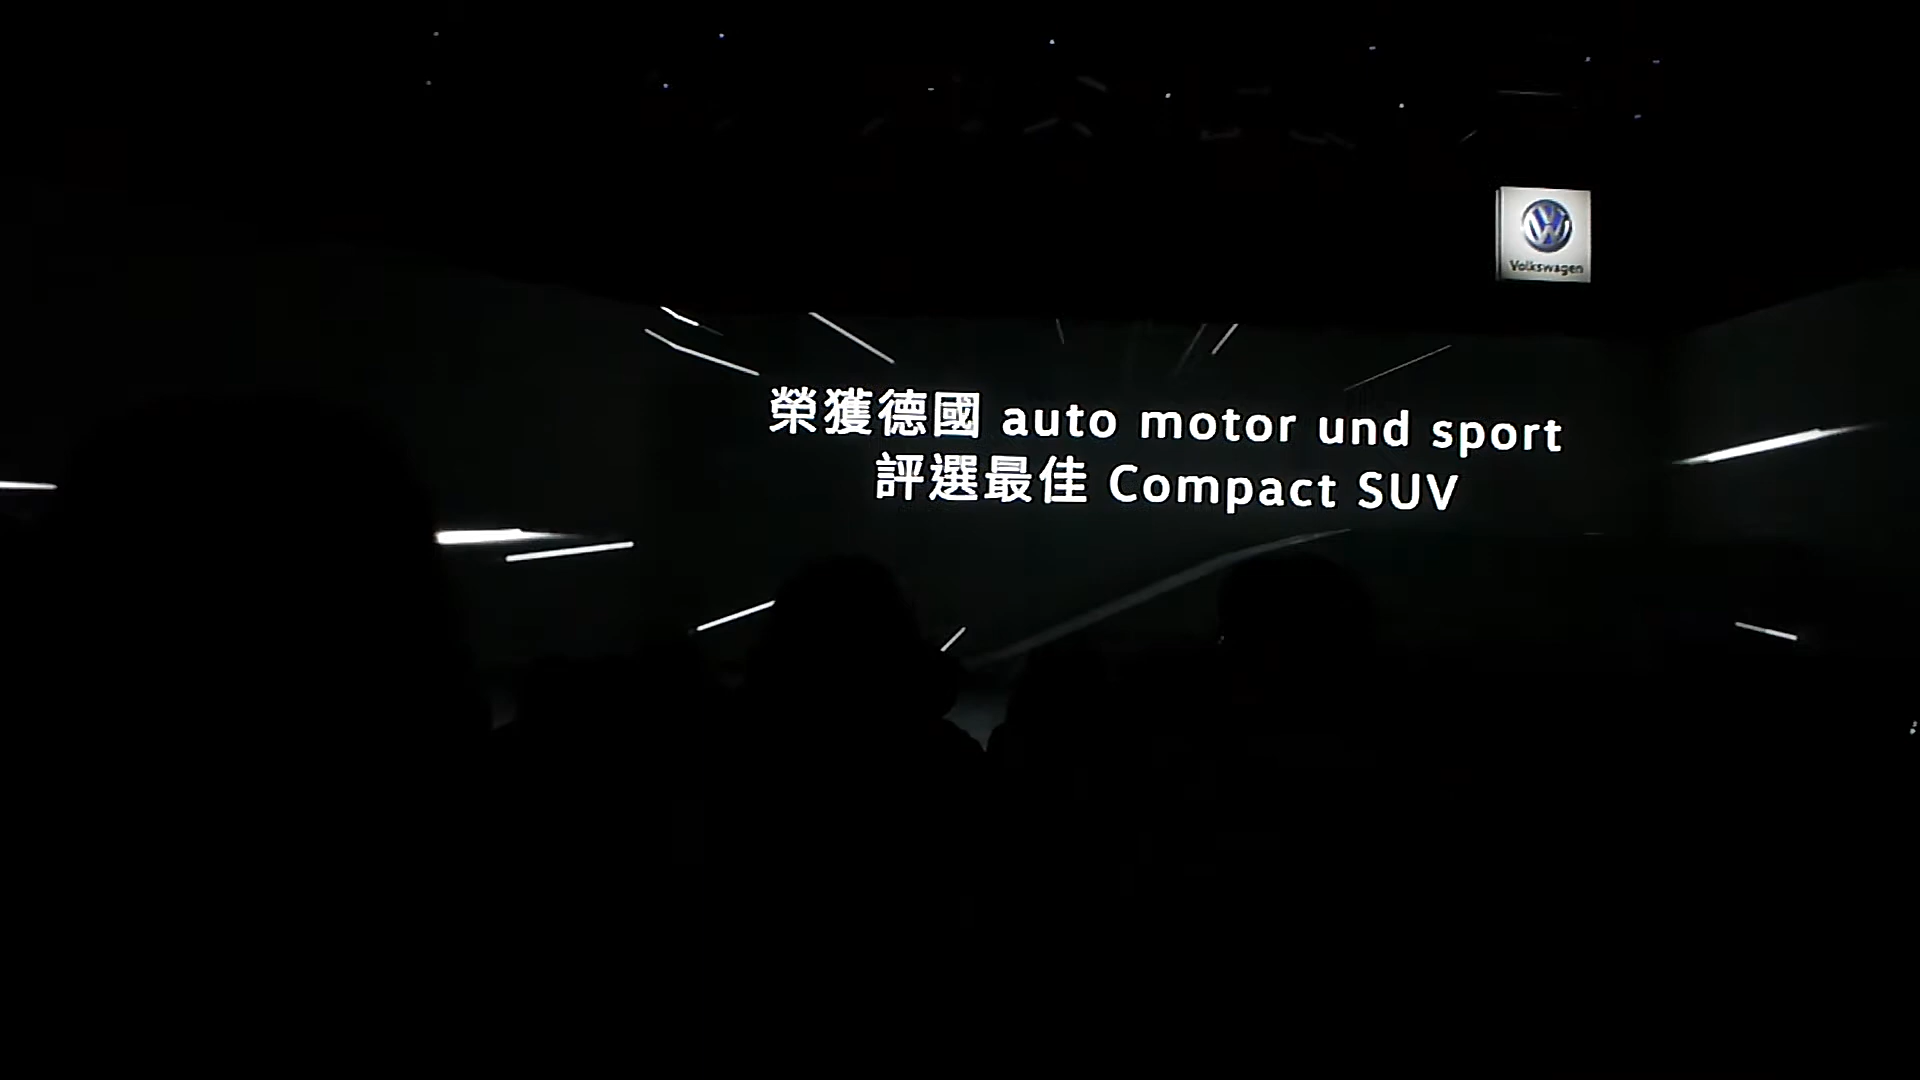 Volkswagen
榮獲德國 auto motor und sport
評選最佳 Compact SUV